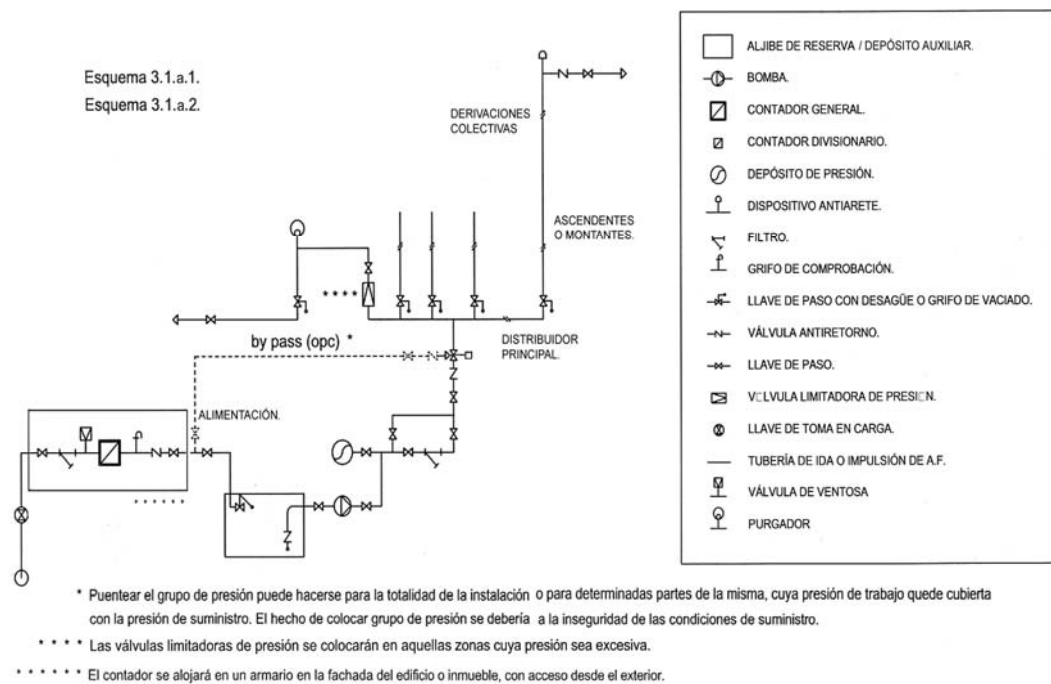 Esquema 3.1.a.1.
Esquema 3.1.a.2.
DERIVACIONES
COLECTIVAS
ASCENDENTES
O MONTANTES.
* * * *
DISTRIBUIDOR
PRINCIPAL.
by pass (opc) *
ALIMENTACIÓN.
* * * * * *
ALJIBE DE RESERVA / DEPÓSITO AUXILIAR.
BOMBA.
CONTADOR GENERAL.
CONTADOR DIVISIONARIO.
DEPÓSITO DE PRESIÓN.
DISPOSITIVO ANTIARETE.
FILTRO.
GRIFO DE COMPROBACIÓN.
LLAVE DE PASO CON DESAGÜE O GRIFO DE VACIADO.
VÁLVULA ANTIRETORNO.
LLAVE DE PASO.
V□LVULA LIMITADORA DE PRESI□N.
LLAVE DE TOMA EN CARGA.
TUBERÍA DE IDA O IMPULSIÓN DE A.F.
VÁLVULA DE VENTOSA
PURGADOR
* Puentear el grupo de presión puede hacerse para la totalidad de la instalación o para determinadas partes de la misma, cuya presión de trabajo quede cubierta
con la presión de suministro. El hecho de colocar grupo de presión se debería a la inseguridad de las condiciones de suministro.
* * * * Las válvulas limitadoras de presión se colocarán en aquellas zonas cuya presión sea excesiva.
* * * * * * El contador se alojará en un armario en la fachada del edificio o inmueble, con acceso desde el exterior.